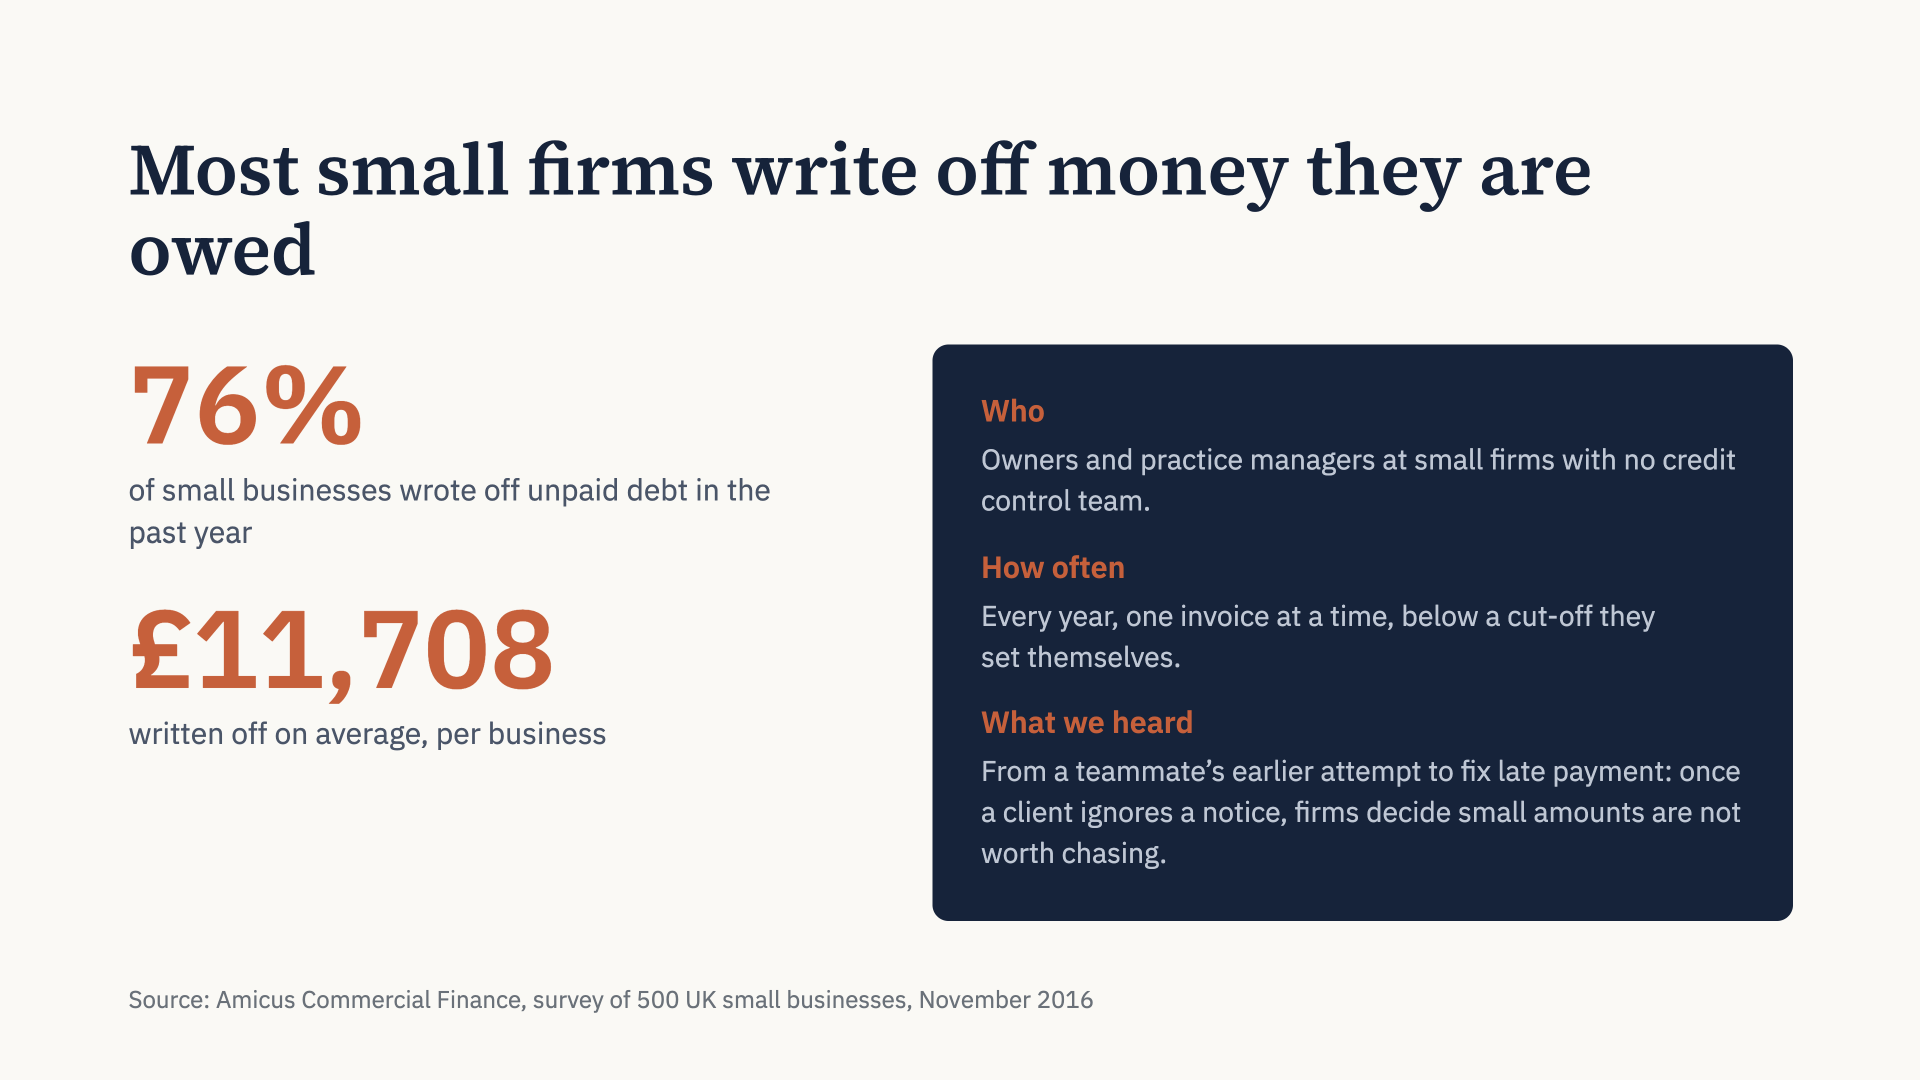 Most small firms write off money they are
owed
76%
of small businesses wrote off unpaid debt in the
past year
£11,708
written off on average, per business
Who
Owners and practice managers at small firms with no credit
control team.
How often
Every year, one invoice at a time, below a cut-off they
set themselves.
What we heard
From a teammate’s earlier attempt to fix late payment: once
a client ignores a notice, firms decide small amounts are not
worth chasing.
Source: Amicus Commercial Finance, survey of 500 UK small businesses, November 2016